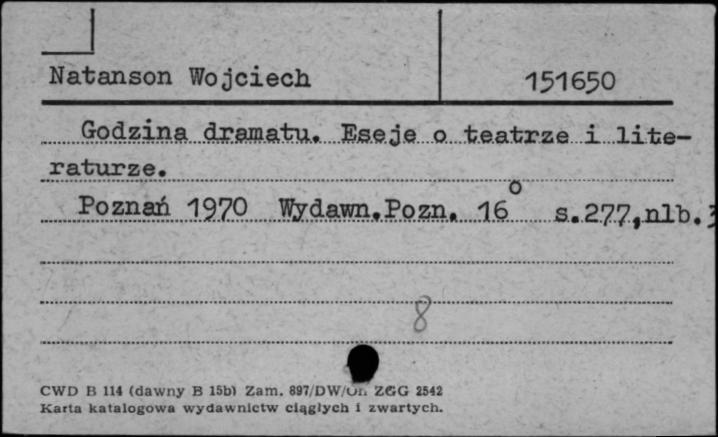 Natanson Wojciech 151650
Godzina dramatu. Eseje o teatrze i lite-
raturze.
Poznań 1970 Wydawn.Pozn. 16° s.277,nlb.
8
CWD B 114 (dawny B 15b) Zam. 897/DW/ ZGG 2542
Karta katalogowa wydawnictw ciągłych i zwartych.